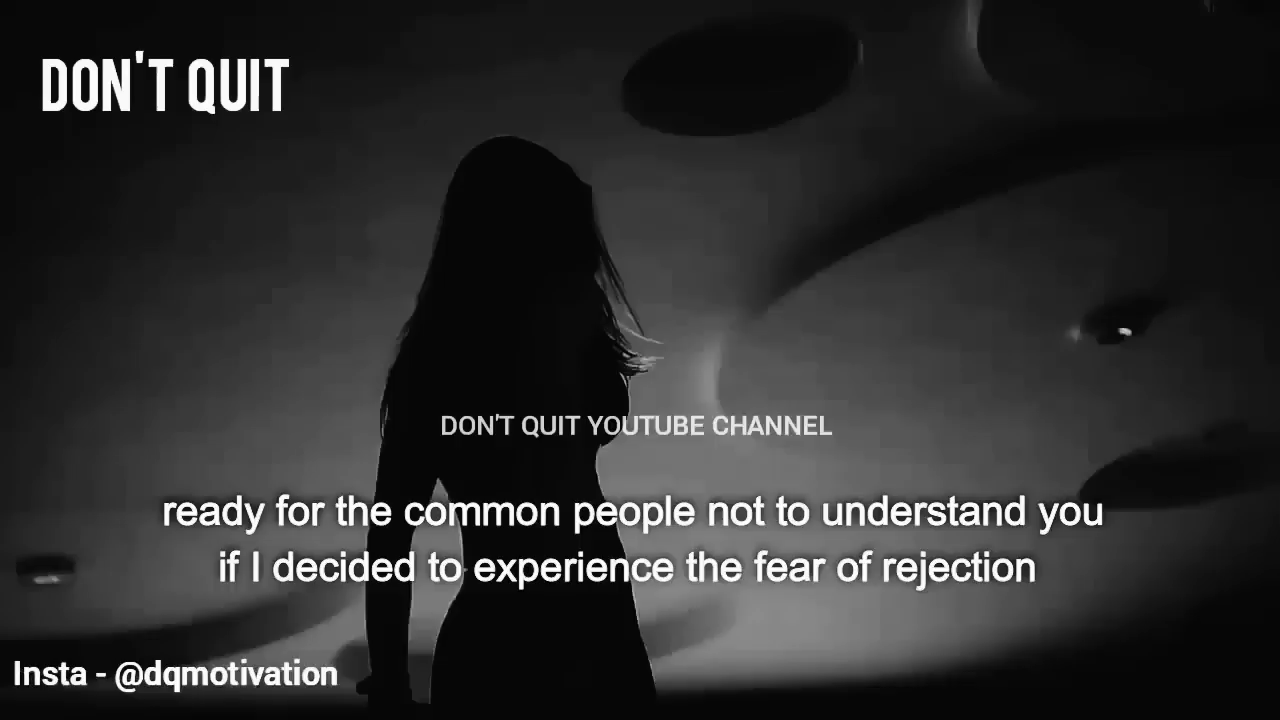 DON'T QUIT
DON'T QUIT YOUTUBE CHANNEL
ready for the common people not to understand you
if I decided to experience the fear of rejection
Insta - @dqmotivation